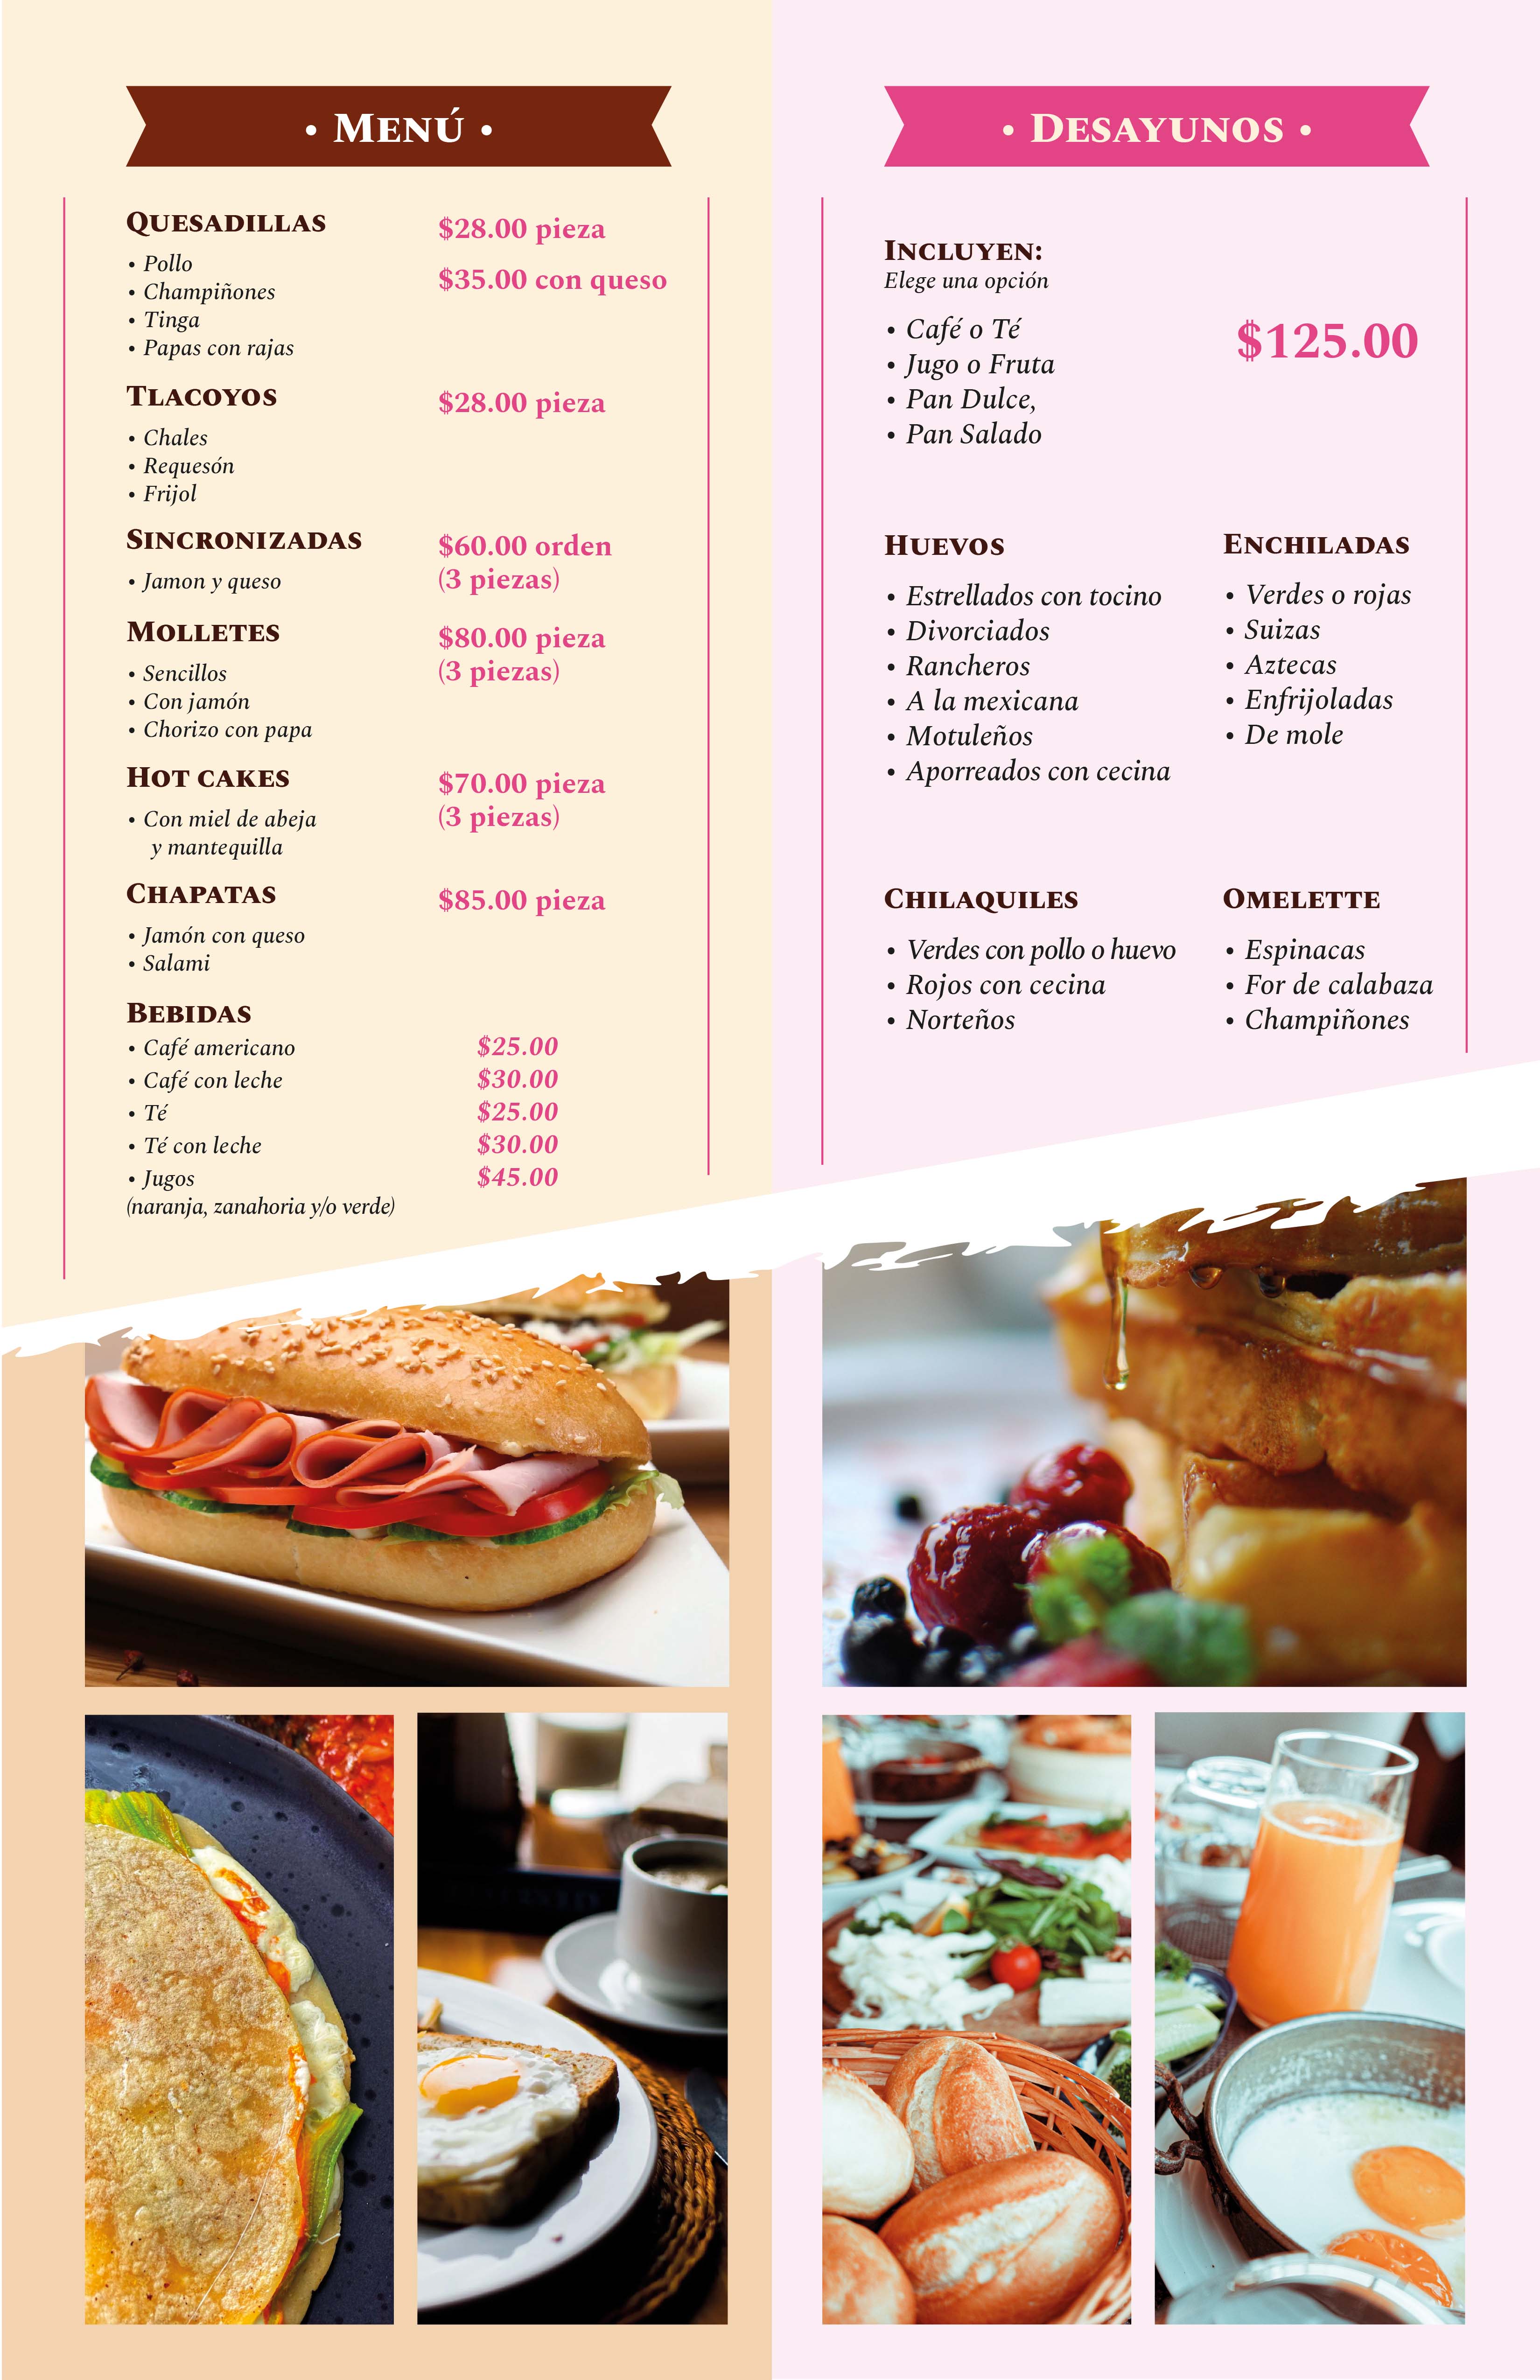 • Menú •
Quesadillas
$28.00 pieza
• Pollo
$35.00 con queso
• Champiñones
• Tinga
• Papas con rajas
Tlacoyos
$28.00 pieza
• Chales
• Requesón
• Frijol
Sincronizadas
$60.00 orden
• Jamon y queso
(3 piezas)
Molletes
$80.00 pieza
• Sencillos
(3 piezas)
• Con jamón
• Chorizo con papa
Hot cakes
$70.00 pieza
• Con miel de abeja
(3 piezas)
y mantequilla
Chapatas
$85.00 pieza
• Jamón con queso
• Salami
Bebidas
• Café americano $25.00
• Café con leche $30.00
• Té $25.00
• Té con leche $30.00
• Jugos $45.00
(naranja, zanahoria y/o verde)
• Desayunos •
Incluyen:
Elege una opción
• Café o Té
$125.00
• Jugo o Fruta
• Pan Dulce,
• Pan Salado
Huevos
• Estrellados con tocino
• Divorciados
• Rancheros
• A la mexicana
• Motuleños
• Aporreados con cecina
Enchiladas
• Verdes o rojas
• Suizas
• Aztecas
• Enfrijoladas
• De mole
Chilaquiles
• Verdes con pollo o huevo
• Rojos con cecina
• Norteños
Omelette
• Espinacas
• For de calabaza
• Champiñones